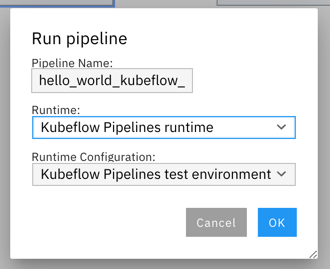 Run pipeline
Pipeline Name:
hello_world_kubeflow_
Runtime:
Kubeflow Pipelines runtime
Runtime Configuration:
Kubeflow Pipelines test environment
Cancel
OK